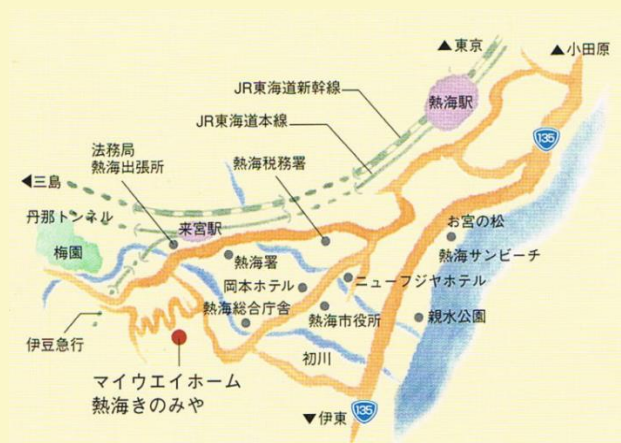 ▲東京
▲小田原
JR東海道新幹線
熱海駅
JR東海道本線
135
法務局
熱海出張所
熱海税務署
◀三島
丹那トンネル
来宮駅
お宮の松
梅園
熱海署
熱海サンビーチ
岡本ホテル
ニューフジヤホテル
熱海総合庁舎
熱海市役所
親水公園
伊豆急行
初川
マイウエイホーム
熱海きのみや
▼伊東
135